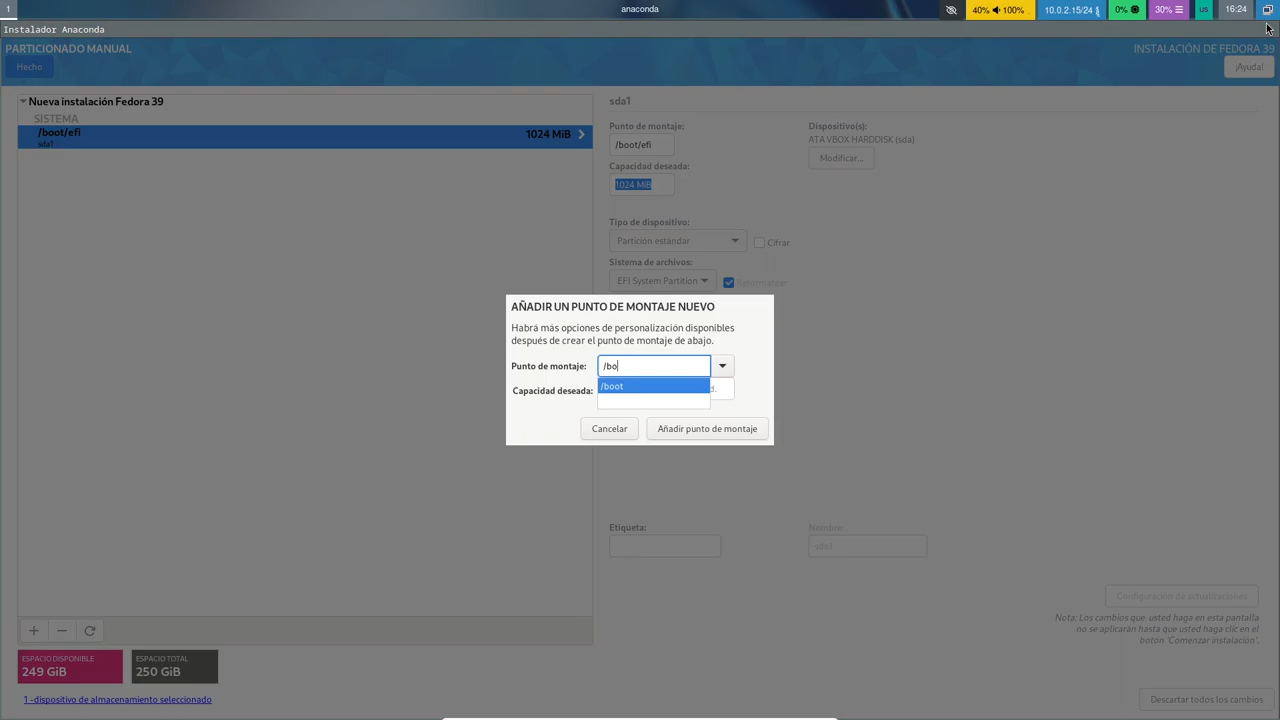 1
anaconda
40% 100%
10.0.2.15/24
0%
30%
us
16:24
Instalador Anaconda
PARTICIONADO MANUAL
INSTALACIÓN DE FEDORA 39
Hecho
¡Ayuda!
Nueva instalación Fedora 39
SISTEMA
/boot/efi
1024 MiB
sda1
sda1
Punto de montaje:
Dispositivo(s):
/boot/efi
ATA VBOX HARDDISK (sda)
Modificar...
Capacidad deseada:
1024 MiB
Tipo de dispositivo:
Partición estándar
Cifrar
Sistema de archivos:
EFI System Partition
Reformatear
AÑADIR UN PUNTO DE MONTAJE NUEVO
Habrá más opciones de personalización disponibles
después de crear el punto de montaje de abajo.
Punto de montaje:
/bo
/boot
Capacidad deseada:
Cancelar
Añadir punto de montaje
Etiqueta:
Nombre:
sda1
Configuración de actualizaciones
Nota: Los cambios que usted haga en esta pantalla
no se aplicarán hasta que usted haga clic en el
botón 'Comenzar instalacion'.
ESPACIO DISPONIBLE
249 GiB
ESPACIO TOTAL
250 GiB
1 -dispositivo de almacenamiento seleccionado
Descartar todos los cambios